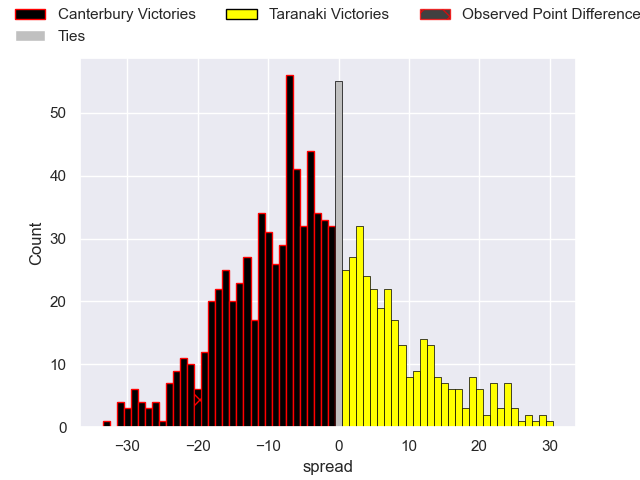 Canterbury Victories Taranaki Victories Observed Point Difference
Ties
50
40
30
20
10
0
Count
−30 −20 −10 0 10 20 30
spread